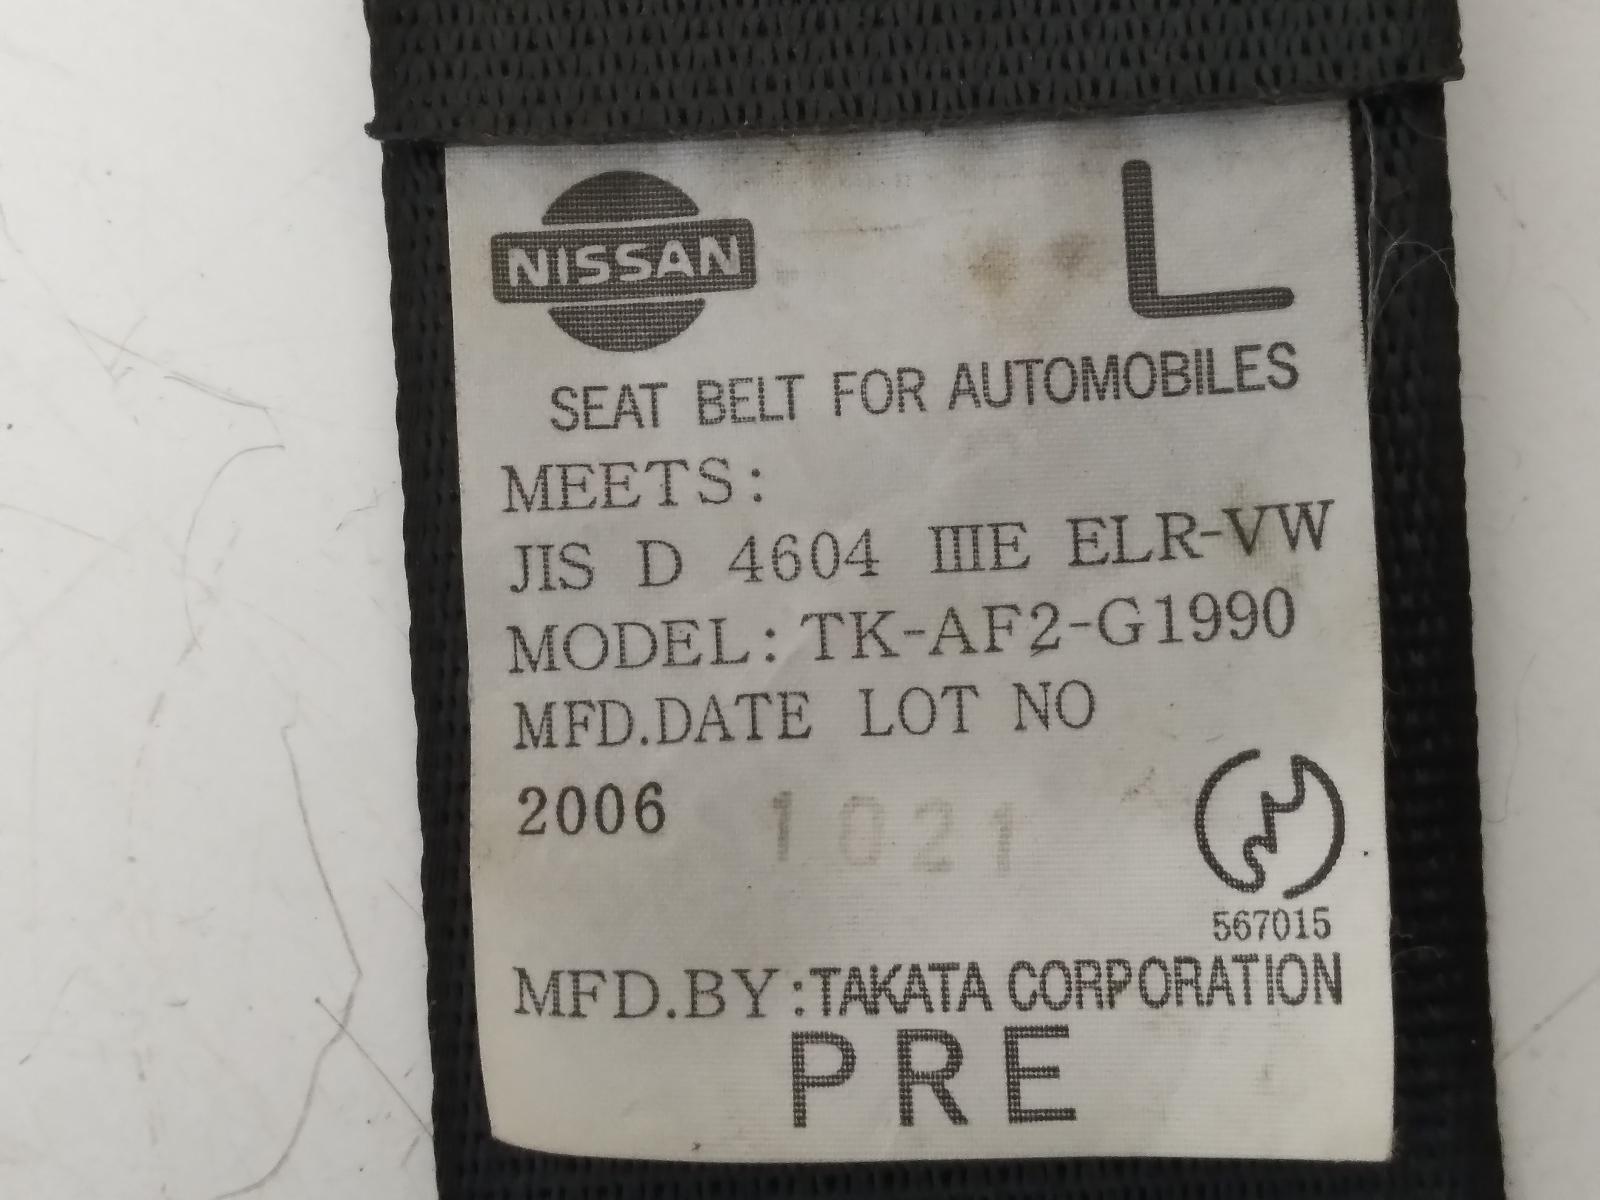 NISSAN L
SEAT BELT FOR AUTOMOBILES
MEETS:
JIS D 4604 IIIE ELR-VW
MODEL: TK-AF2-G1990
MFD.DATE LOT NO
2006 1021
567015
MFD.BY:TAKATA CORPORATION
PRE